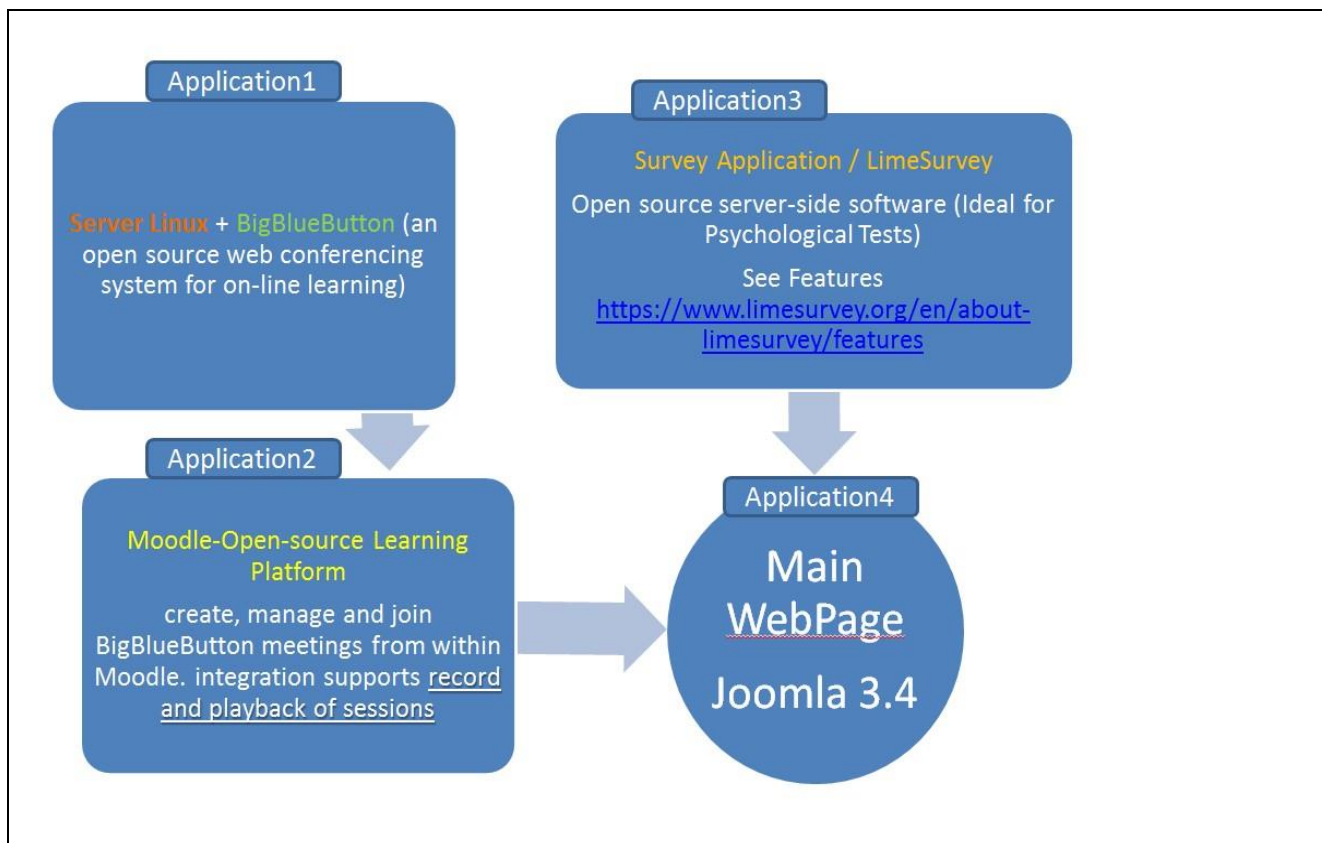 Application1
Server Linux + BigBlueButton (an
open source web conferencing
system for on-line learning)
Application3
Survey Application / LimeSurvey
Open source server-side software (Ideal for
Psychological Tests)
See Features
https://www.limesurvey.org/en/about-
limesurvey/features
Application2
Moodle-Open-source Learning
Platform
create, manage and join
BigBlueButton meetings from within
Moodle. integration supports record
and playback of sessions
Application4
Main
WebPage
Joomla 3.4